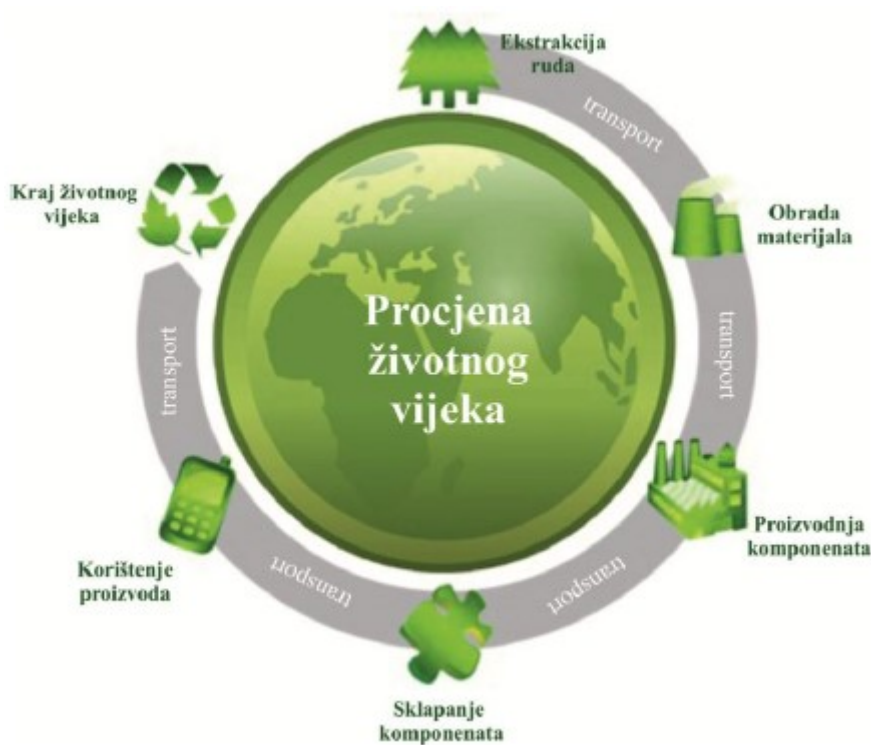 Ekstrakcija
ruda
transport
Obrada
materijala
transport
Proizvodnja
komponenata
transport
Sklapanje
komponenata
transport
Korištenje
proizvoda
transport
Kraj životnog
vijeka
Procjena
životnog
vijeka